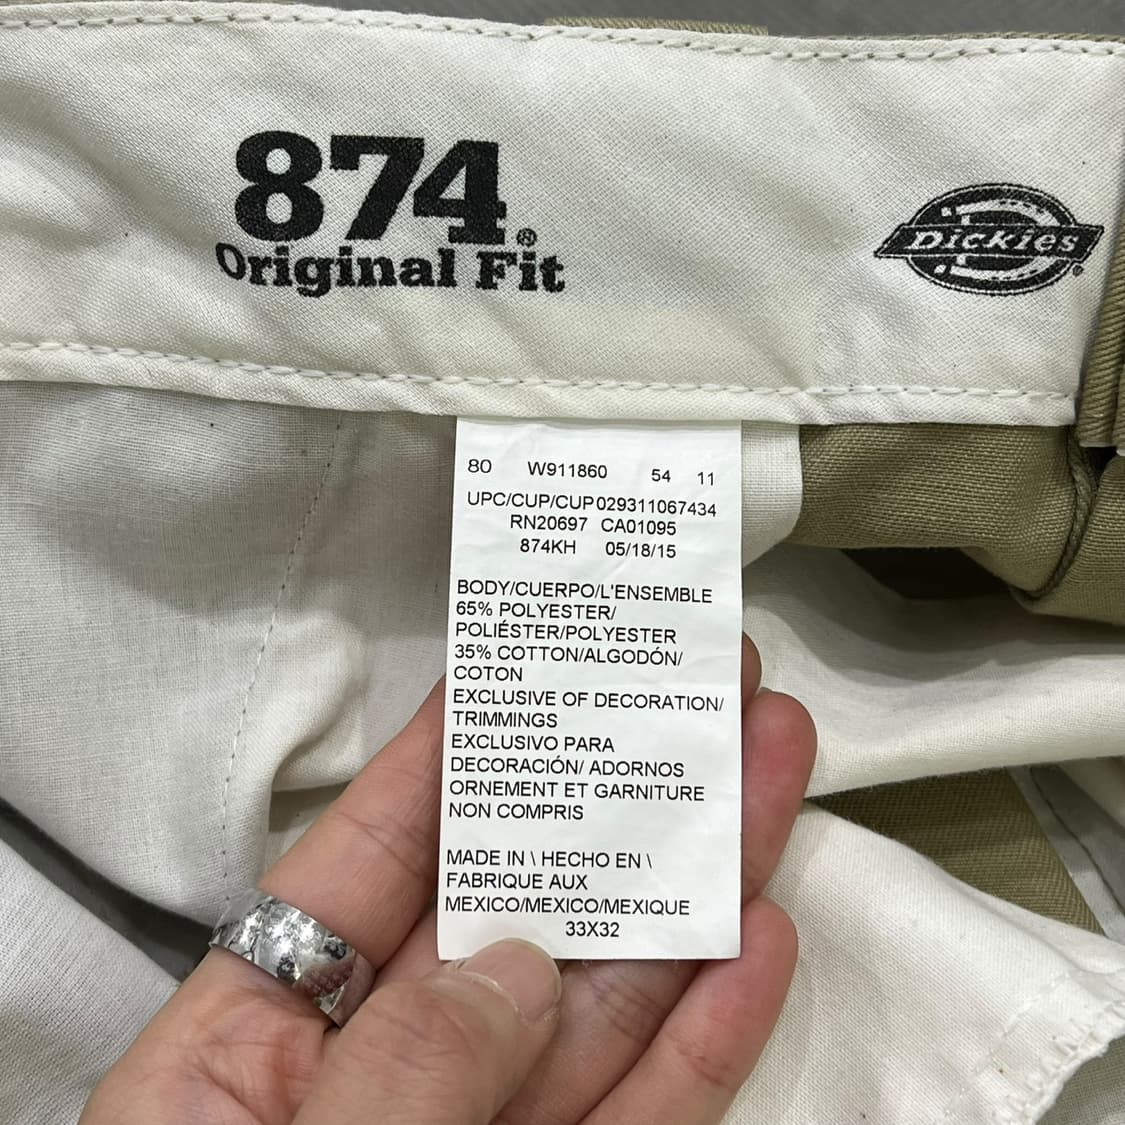 874®
Original Fit
Dickies®
80 W911860 54 11
UPC/CUP/CUP029311067434
RN20697 CA01095
874KH 05/18/15
BODY/CUERPO/L'ENSEMBLE
65% POLYESTER/
POLIÉSTER/POLYESTER
35% COTTON/ALGODÓN/
COTON
EXCLUSIVE OF DECORATION/
TRIMMINGS
EXCLUSIVO PARA
DECORACIÓN/ ADORNOS
ORNEMENT ET GARNITURE
NON COMPRIS
MADE IN \ HECHO EN \
FABRIQUE AUX
MEXICO/MEXICO/MEXIQUE
33X32